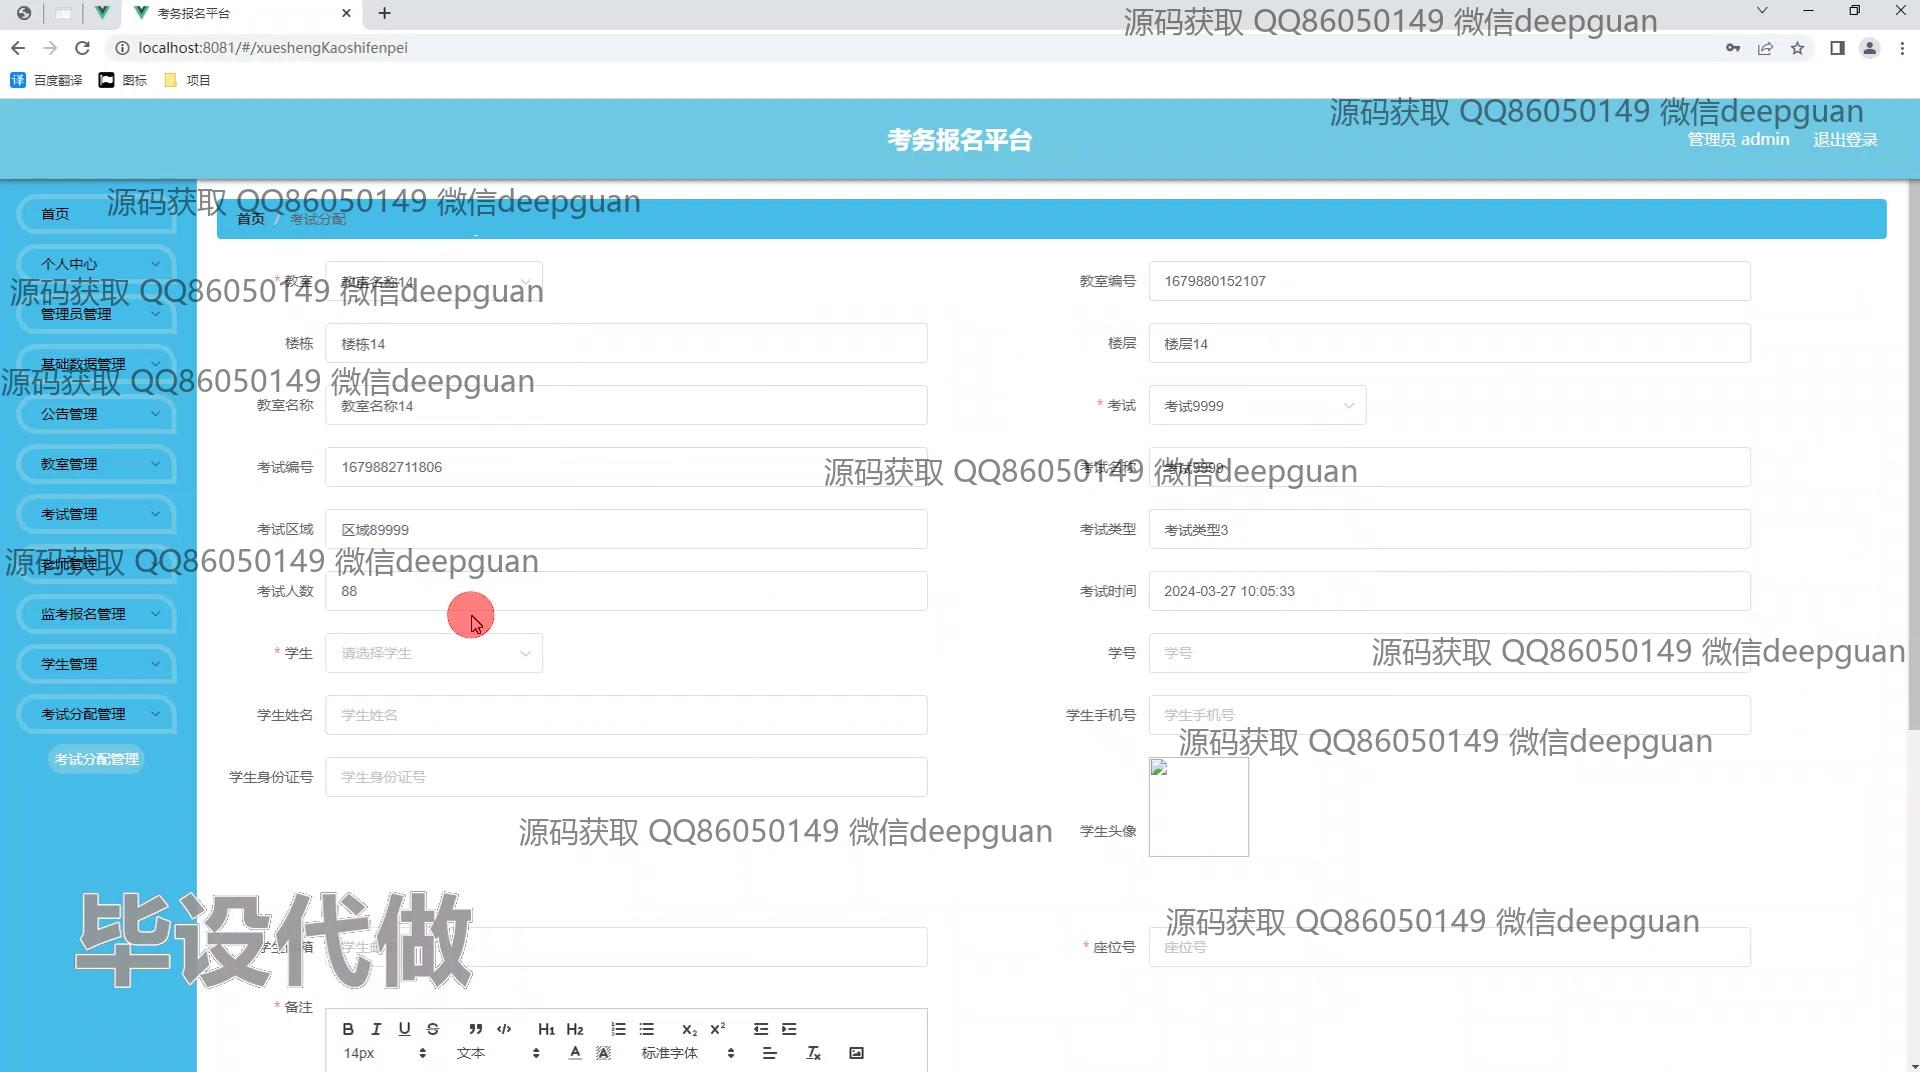 考务报名平台
源码获取 QQ86050149 微信deepguan
localhost:8081/#/xueshengKaoshifenpei
译 百度翻译 图标 项目
源码获取 QQ86050149 微信deepguan
考务报名平台
管理员 admin 退出登录
源码获取 QQ86050149 微信deepguan
首页
首页 / 考试分配
个人中心
* 教室 教室名称14
教室编号 1679880152107
源码获取 QQ86050149 微信deepguan
管理员管理
楼栋 楼栋14
楼层 楼层14
基础数据管理
源码获取 QQ86050149 微信deepguan
公告管理
教室名称 教室名称14
* 考试 考试9999
教室管理
考试编号 1679882711806
考试名称 考试9999
源码获取 QQ86050149 微信deepguan
考试管理
考试区域 区域89999
考试类型 考试类型3
老师管理
源码获取 QQ86050149 微信deepguan
考试人数 88
考试时间 2024-03-27 10:05:33
监考报名管理
* 学生 请选择学生
学号 学号
源码获取 QQ86050149 微信deepguan
学生管理
考试分配管理
学生姓名 学生姓名
学生手机号 学生手机号
源码获取 QQ86050149 微信deepguan
考试分配管理
学生身份证号 学生身份证号
学生头像
源码获取 QQ86050149 微信deepguan
毕设代做
源码获取 QQ86050149 微信deepguan
* 座位号 座位号
* 备注
B I U S ” </> H1 H2 X2 X2
14px 文本 A A 标准字体 Tx